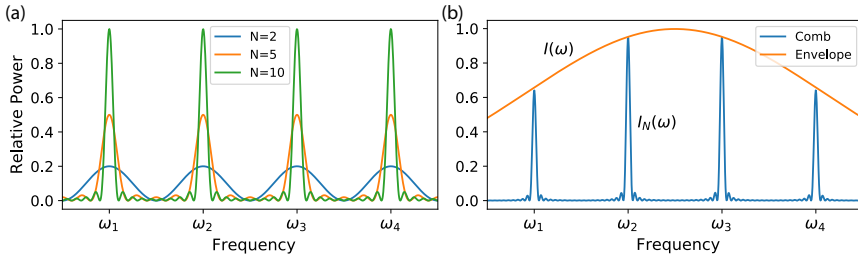 (a)
Relative Power
1.0
0.8
0.6
0.4
0.2
0.0
N=2
N=5
N=10
ω1 ω2 ω3 ω4
Frequency
(b)
1.0
0.8
0.6
0.4
0.2
0.0
I(ω)
I_N(ω)
Comb
Envelope
ω1 ω2 ω3 ω4
Frequency